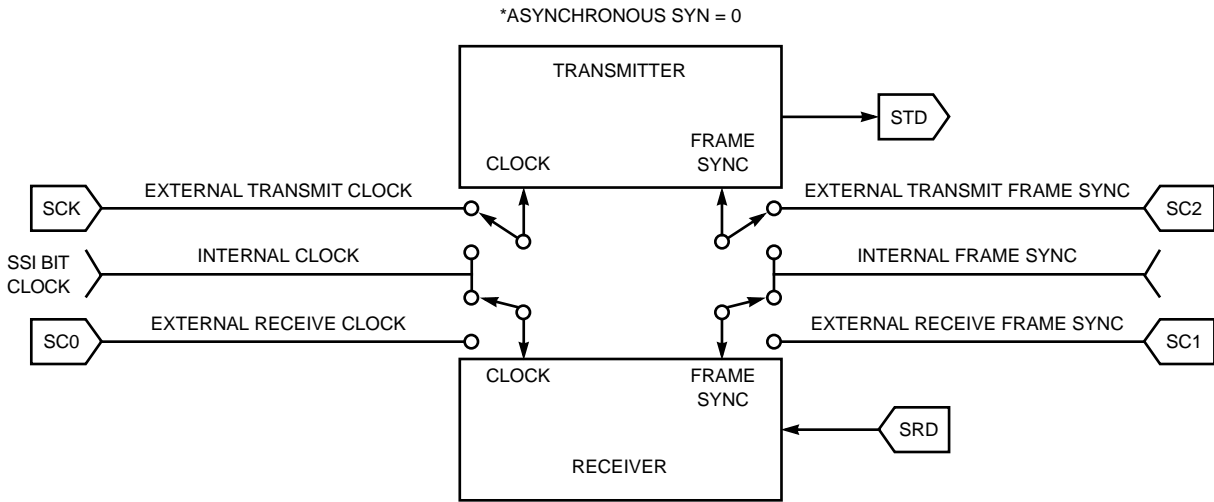 *ASYNCHRONOUS SYN = 0
TRANSMITTER
STD
FRAME
SYNC
CLOCK
EXTERNAL TRANSMIT CLOCK
EXTERNAL TRANSMIT FRAME SYNC
SCK
SC2
INTERNAL CLOCK
INTERNAL FRAME SYNC
SSI BIT
CLOCK
EXTERNAL RECEIVE CLOCK
EXTERNAL RECEIVE FRAME SYNC
SC0
SC1
CLOCK
FRAME
SYNC
SRD
RECEIVER